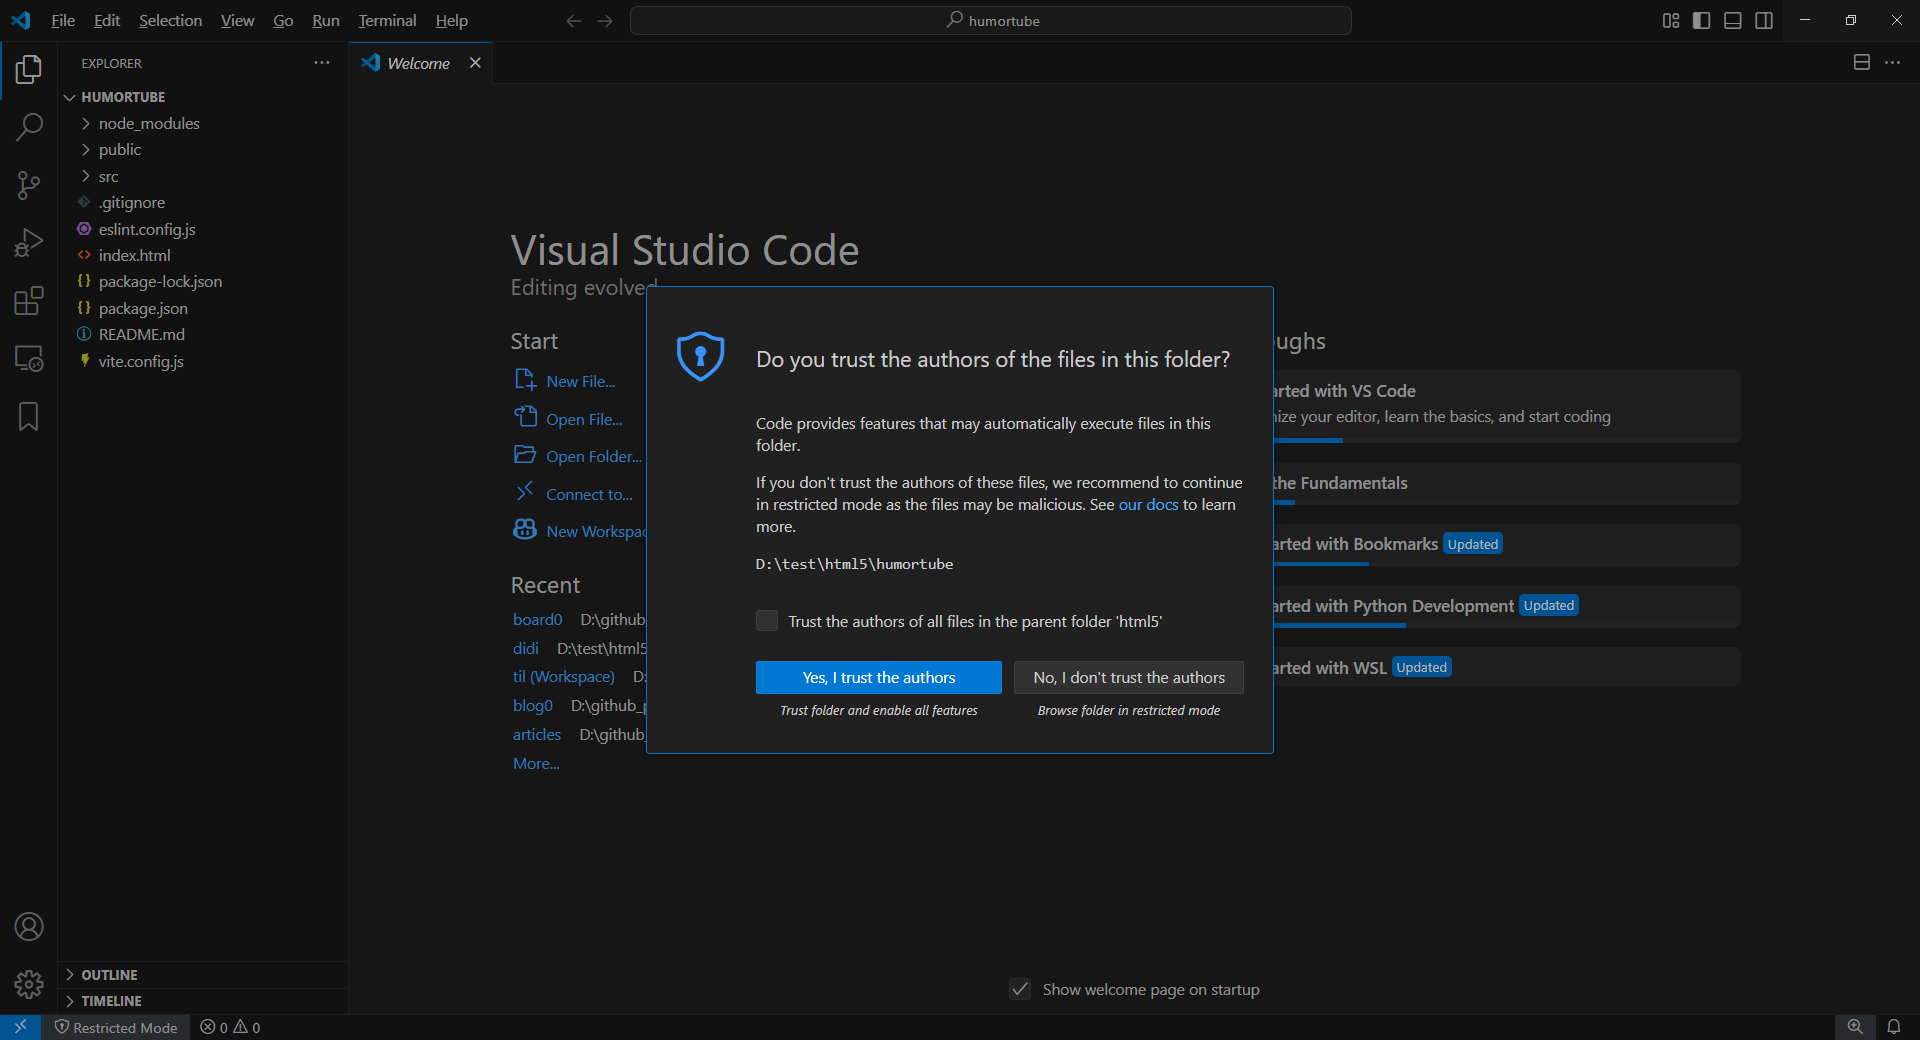 File Edit Selection View Go Run Terminal Help
humortube
EXPLORER
Welcome
HUMORTUBE
node_modules
public
src
.gitignore
eslint.config.js
index.html
package-lock.json
package.json
README.md
vite.config.js
OUTLINE
TIMELINE
Visual Studio Code
Editing evolved
Start
New File...
Open File...
Open Folder...
Connect to...
New Workspac
Recent
board0 D:\github
didi D:\test\html5
til (Workspace) D:
blog0 D:\github_p
articles D:\github_
More...
Do you trust the authors of the files in this folder?
Code provides features that may automatically execute files in this
folder.
If you don't trust the authors of these files, we recommend to continue
in restricted mode as the files may be malicious. See our docs to learn
more.
D:\test\html5\humortube
Trust the authors of all files in the parent folder 'html5'
Yes, I trust the authors
No, I don't trust the authors
Trust folder and enable all features
Browse folder in restricted mode
ughs
arted with VS Code
ize your editor, learn the basics, and start coding
the Fundamentals
arted with Bookmarks Updated
arted with Python Development Updated
arted with WSL Updated
Show welcome page on startup
Restricted Mode 0 0